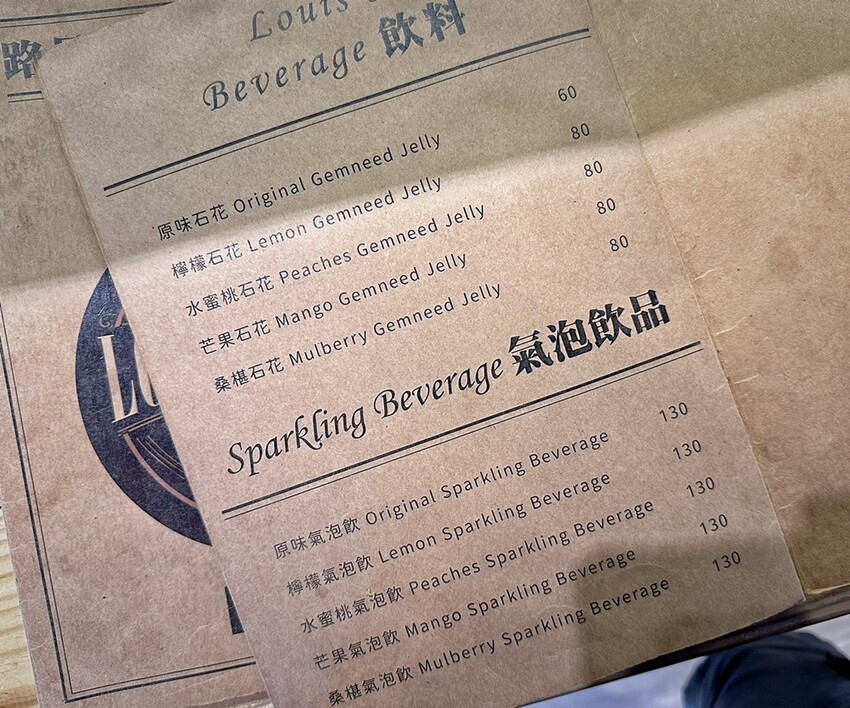 Louis
Beverage 飲料
原味石花 Original Gemneed Jelly 60
檸檬石花 Lemon Gemneed Jelly 80
水蜜桃石花 Peaches Gemneed Jelly 80
芒果石花 Mango Gemneed Jelly 80
桑椹石花 Mulberry Gemneed Jelly 80
Sparkling Beverage 氣泡飲品
原味氣泡飲 Original Sparkling Beverage 130
檸檬氣泡飲 Lemon Sparkling Beverage 130
水蜜桃氣泡飲 Peaches Sparkling Beverage 130
芒果氣泡飲 Mango Sparkling Beverage 130
桑椹氣泡飲 Mulberry Sparkling Beverage 130
路